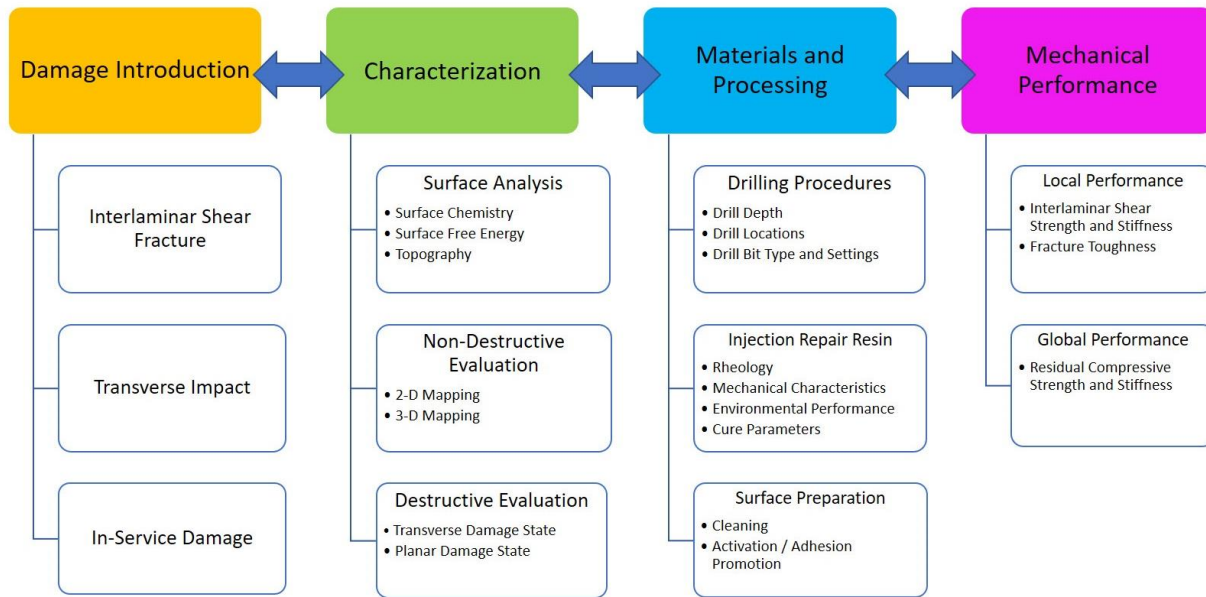 Damage Introduction
Characterization
Materials and
Processing
Mechanical
Performance
Interlaminar Shear
Fracture
Transverse Impact
In-Service Damage
Surface Analysis
• Surface Chemistry
• Surface Free Energy
• Topography
Non-Destructive
Evaluation
• 2-D Mapping
• 3-D Mapping
Destructive Evaluation
• Transverse Damage State
• Planar Damage State
Drilling Procedures
• Drill Depth
• Drill Locations
• Drill Bit Type and Settings
Injection Repair Resin
• Rheology
• Mechanical Characteristics
• Environmental Performance
• Cure Parameters
Surface Preparation
• Cleaning
• Activation / Adhesion
Promotion
Local Performance
• Interlaminar Shear
Strength and Stiffness
• Fracture Toughness
Global Performance
• Residual Compressive
Strength and Stiffness